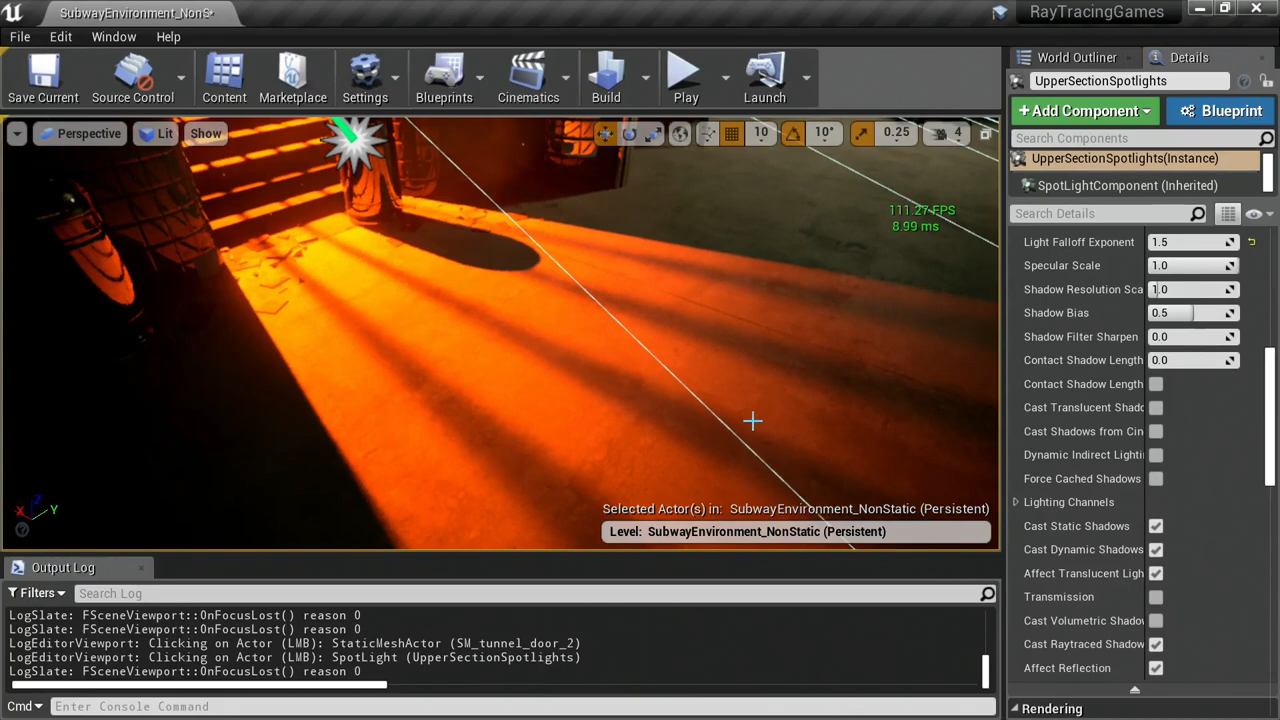 SubwayEnvironment_NonS*
RayTracingGames
File Edit Window Help
Save Current Source Control Content Marketplace Settings Blueprints Cinematics Build Play Launch
Perspective Lit Show 10 10° 0.25 4
111.27 FPS
8.99 ms
X Z Y
Selected Actor(s) in: SubwayEnvironment_NonStatic (Persistent)
Level: SubwayEnvironment_NonStatic (Persistent)
Output Log
Filters Search Log
LogSlate: FSceneViewport::OnFocusLost() reason 0
LogSlate: FSceneViewport::OnFocusLost() reason 0
LogEditorViewport: Clicking on Actor (LMB): StaticMeshActor (SM_tunnel_door_2)
LogEditorViewport: Clicking on Actor (LMB): SpotLight (UpperSectionSpotlights)
LogSlate: FSceneViewport::OnFocusLost() reason 0
Cmd Enter Console Command
World Outliner Details
UpperSectionSpotlights
+ Add Component Blueprint
Search Components
UpperSectionSpotlights(Instance)
SpotLightComponent (Inherited)
Search Details
Light Falloff Exponent 1.5
Specular Scale 1.0
Shadow Resolution Sca 1.0
Shadow Bias 0.5
Shadow Filter Sharpen 0.0
Contact Shadow Length 0.0
Contact Shadow Length
Cast Translucent Shadc
Cast Shadows from Cin
Dynamic Indirect Lighti
Force Cached Shadows
Lighting Channels
Cast Static Shadows
Cast Dynamic Shadows
Affect Translucent Ligh
Transmission
Cast Volumetric Shadow
Cast Raytraced Shadow
Affect Reflection
Rendering